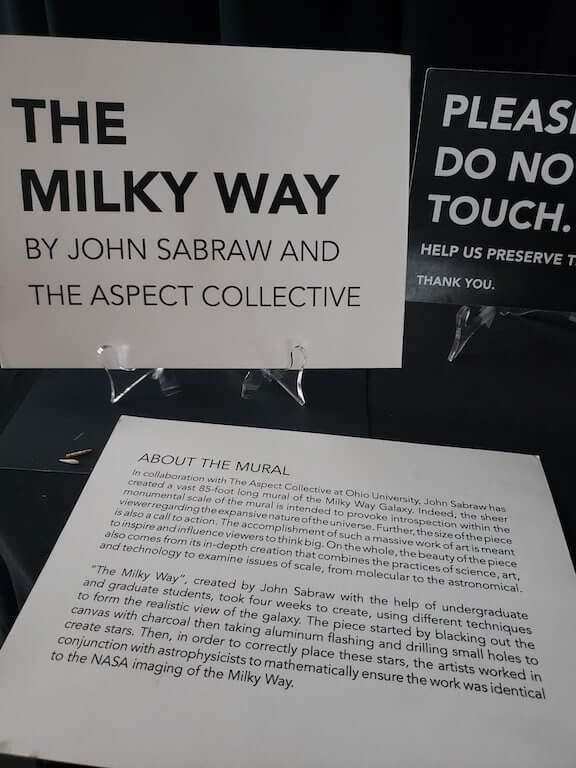 THE
MILKY WAY
BY JOHN SABRAW AND
THE ASPECT COLLECTIVE
PLEAS
DO NO
TOUCH.
HELP US PRESERVE T
THANK YOU.
ABOUT THE MURAL
In collaboration with The Aspect Collective at Ohio University, John Sabraw has
created a vast 85-foot long mural of the Milky Way Galaxy. Indeed, the sheer
monumental scale of the mural is intended to provoke introspection within the
viewer regarding the expansive nature of the universe. Further, the size of the piece
is also a call to action. The accomplishment of such a massive work of art is meant
to inspire and influence viewers to think big. On the whole, the beauty of the piece
also comes from its in-depth creation that combines the practices of science, art,
and technology to examine issues of scale, from molecular to the astronomical.
"The Milky Way", created by John Sabraw with the help of undergraduate
and graduate students, took four weeks to create, using different techniques
to form the realistic view of the galaxy. The piece started by blacking out the
canvas with charcoal then taking aluminum flashing and drilling small holes to
create stars. Then, in order to correctly place these stars, the artists worked in
conjunction with astrophysicists to mathematically ensure the work was identical
to the NASA imaging of the Milky Way.